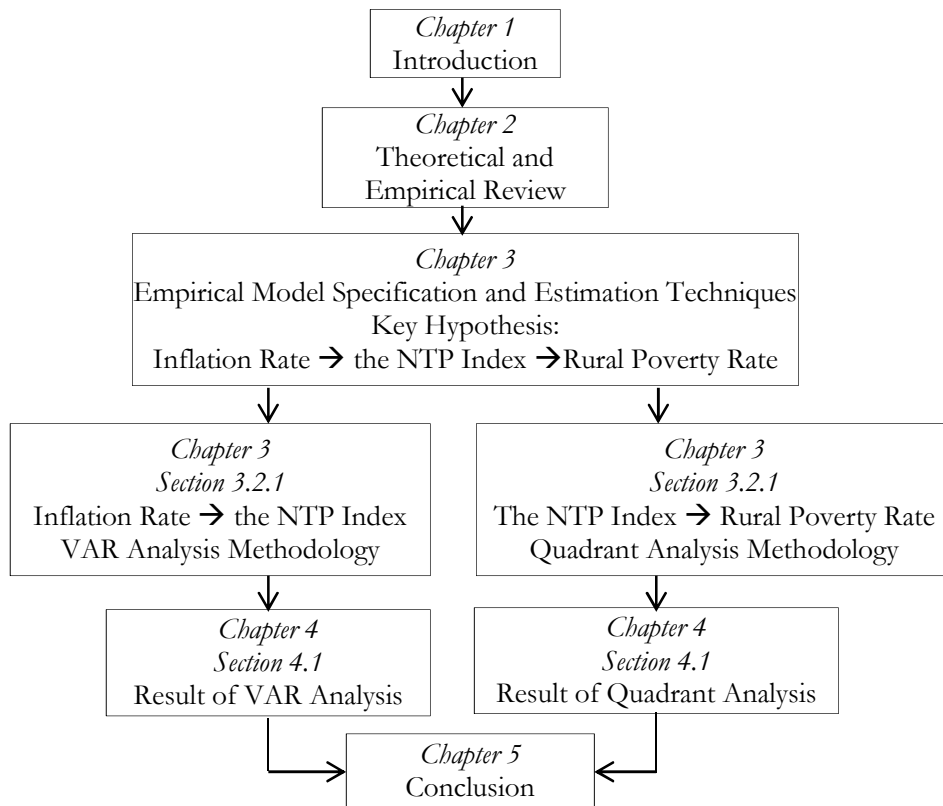 Chapter 1
Introduction
Chapter 2
Theoretical and
Empirical Review
Chapter 3
Empirical Model Specification and Estimation Techniques
Key Hypothesis:
Inflation Rate → the NTP Index →Rural Poverty Rate
Chapter 3
Section 3.2.1
Inflation Rate → the NTP Index
VAR Analysis Methodology
Chapter 3
Section 3.2.1
The NTP Index → Rural Poverty Rate
Quadrant Analysis Methodology
Chapter 4
Section 4.1
Result of VAR Analysis
Chapter 4
Section 4.1
Result of Quadrant Analysis
Chapter 5
Conclusion